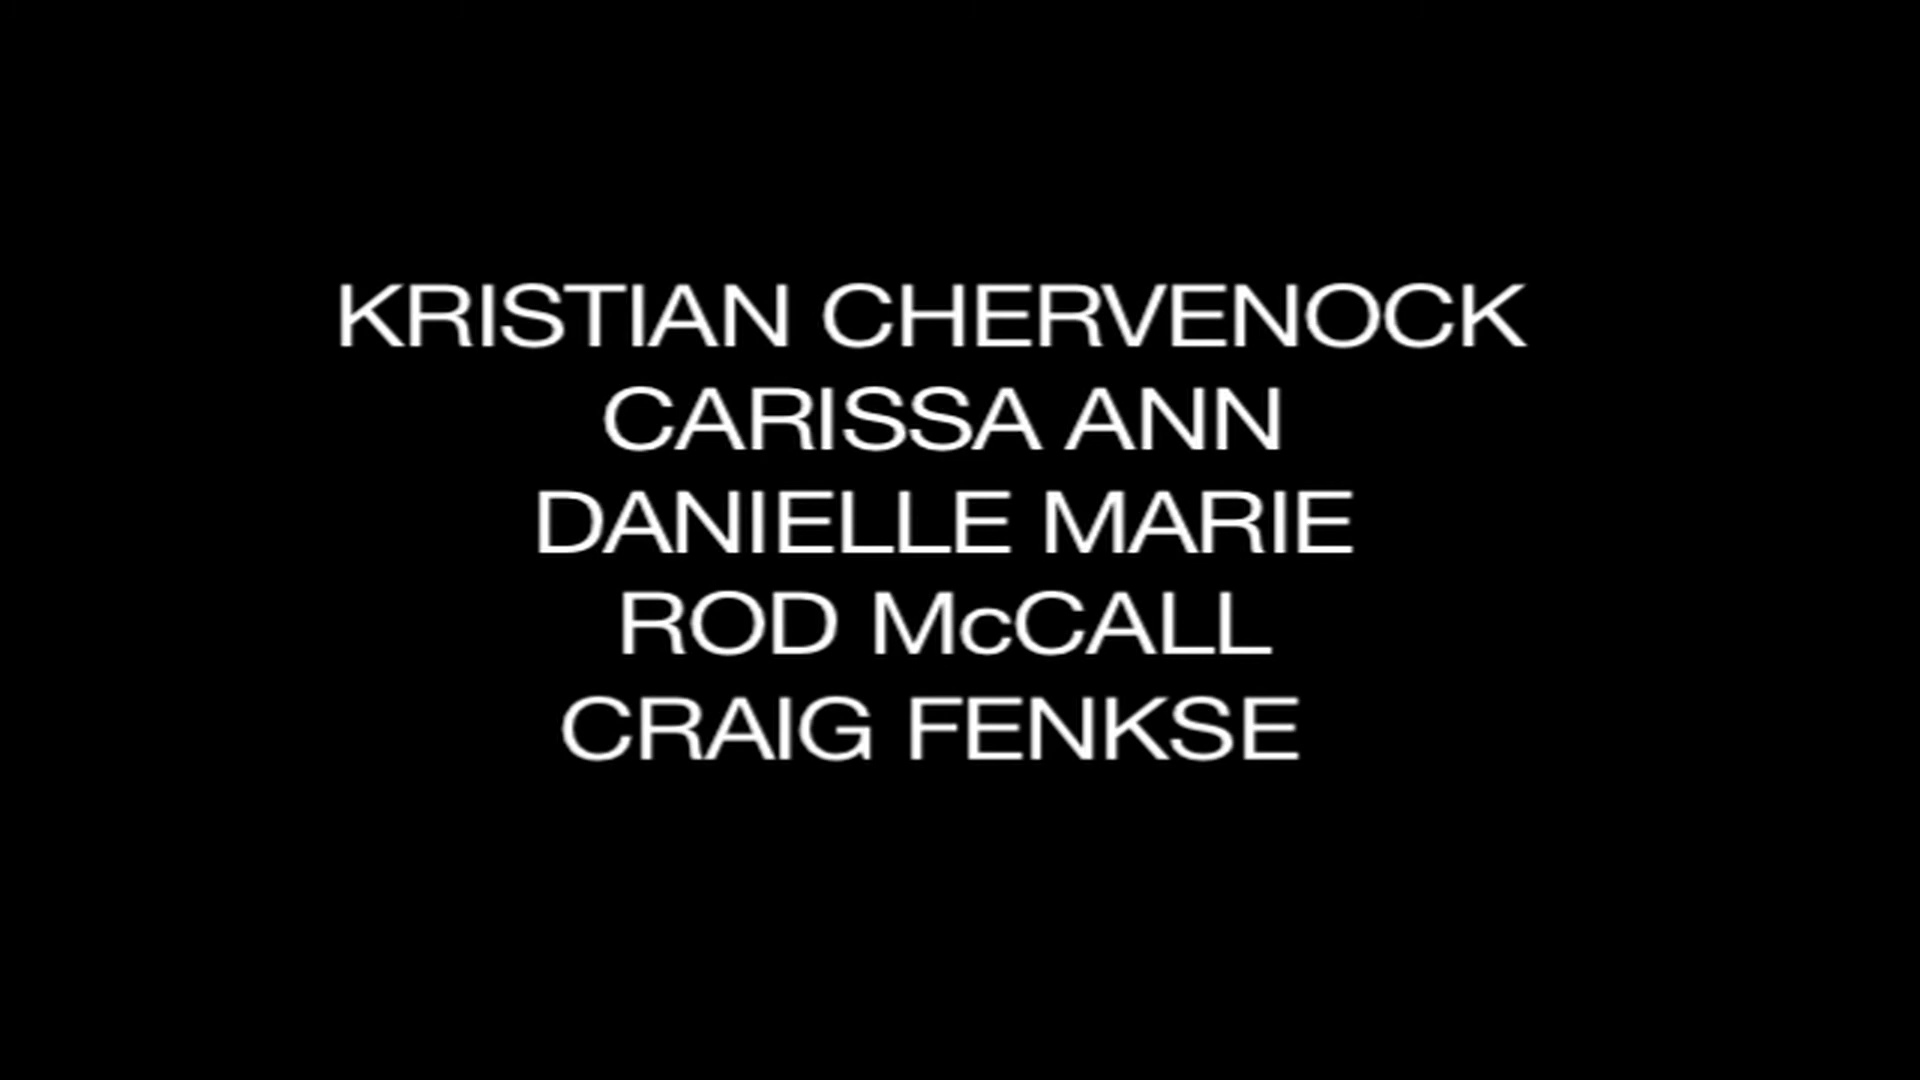 KRISTIAN CHERVENOCK
CARISSA ANN
DANIELLE MARIE
ROD McCALL
CRAIG FENKSE